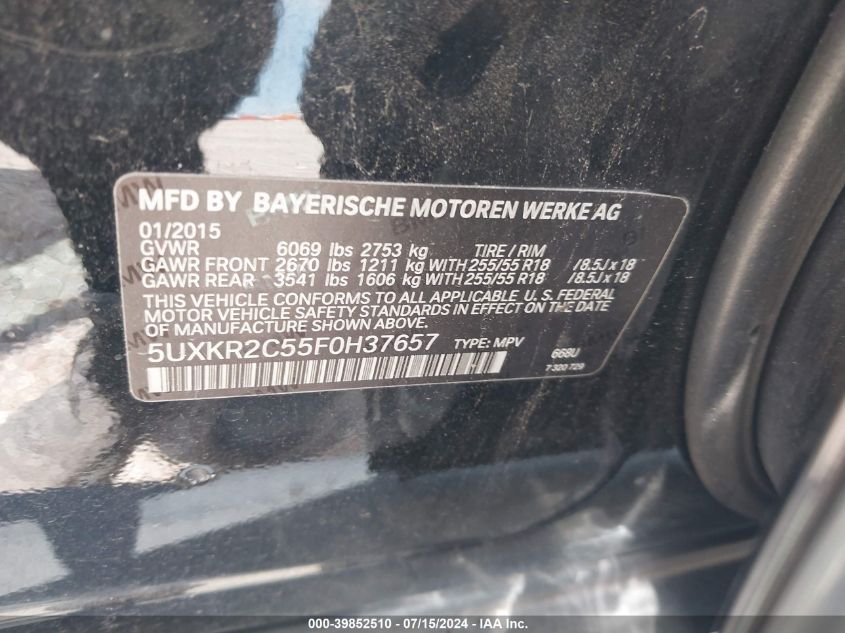 MFD BY BAYERISCHE MOTOREN WERKE AG
01/2015
GVWR 6069 lbs 2753 kg TIRE / RIM
GAWR FRONT 2670 lbs 1211 kg WITH 255/55 R18 /8.5J x 18
GAWR REAR 3541 lbs 1606 kg WITH 255/55 R18 /8.5J x 18
THIS VEHICLE CONFORMS TO ALL APPLICABLE U.S. FEDERAL
MOTOR VEHICLE SAFETY STANDARDS IN EFFECT ON THE DATE
OF MANUFACTURE SHOWN ABOVE.
5UXKR2C55F0H37657 TYPE: MPV 668U
7 320 729
000-39852510 - 07/15/2024 - IAA Inc.